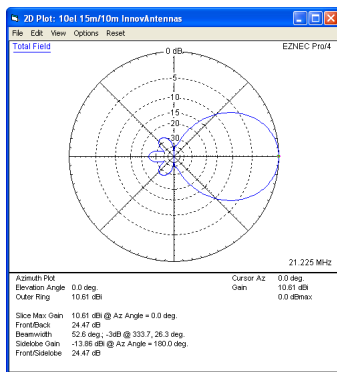 2D Plot: 10el 15m/10m InnovAntennas
File Edit View Options Reset
Total Field
0 dB
EZNEC Pro/4
-5
-10
-15
-20
-30
21.225 MHz
Azimuth Plot
Elevation Angle 0.0 deg.
Outer Ring 10.61 dBi
Cursor Az 0.0 deg.
Gain 10.61 dBi
0.0 dBmax
Slice Max Gain 10.61 dBi @ Az Angle = 0.0 deg.
Front/Back 24.47 dB
Beamwidth 52.6 deg.; -3dB @ 333.7, 26.3 deg.
Sidelobe Gain -13.86 dBi @ Az Angle = 180.0 deg.
Front/Sidelobe 24.47 dB